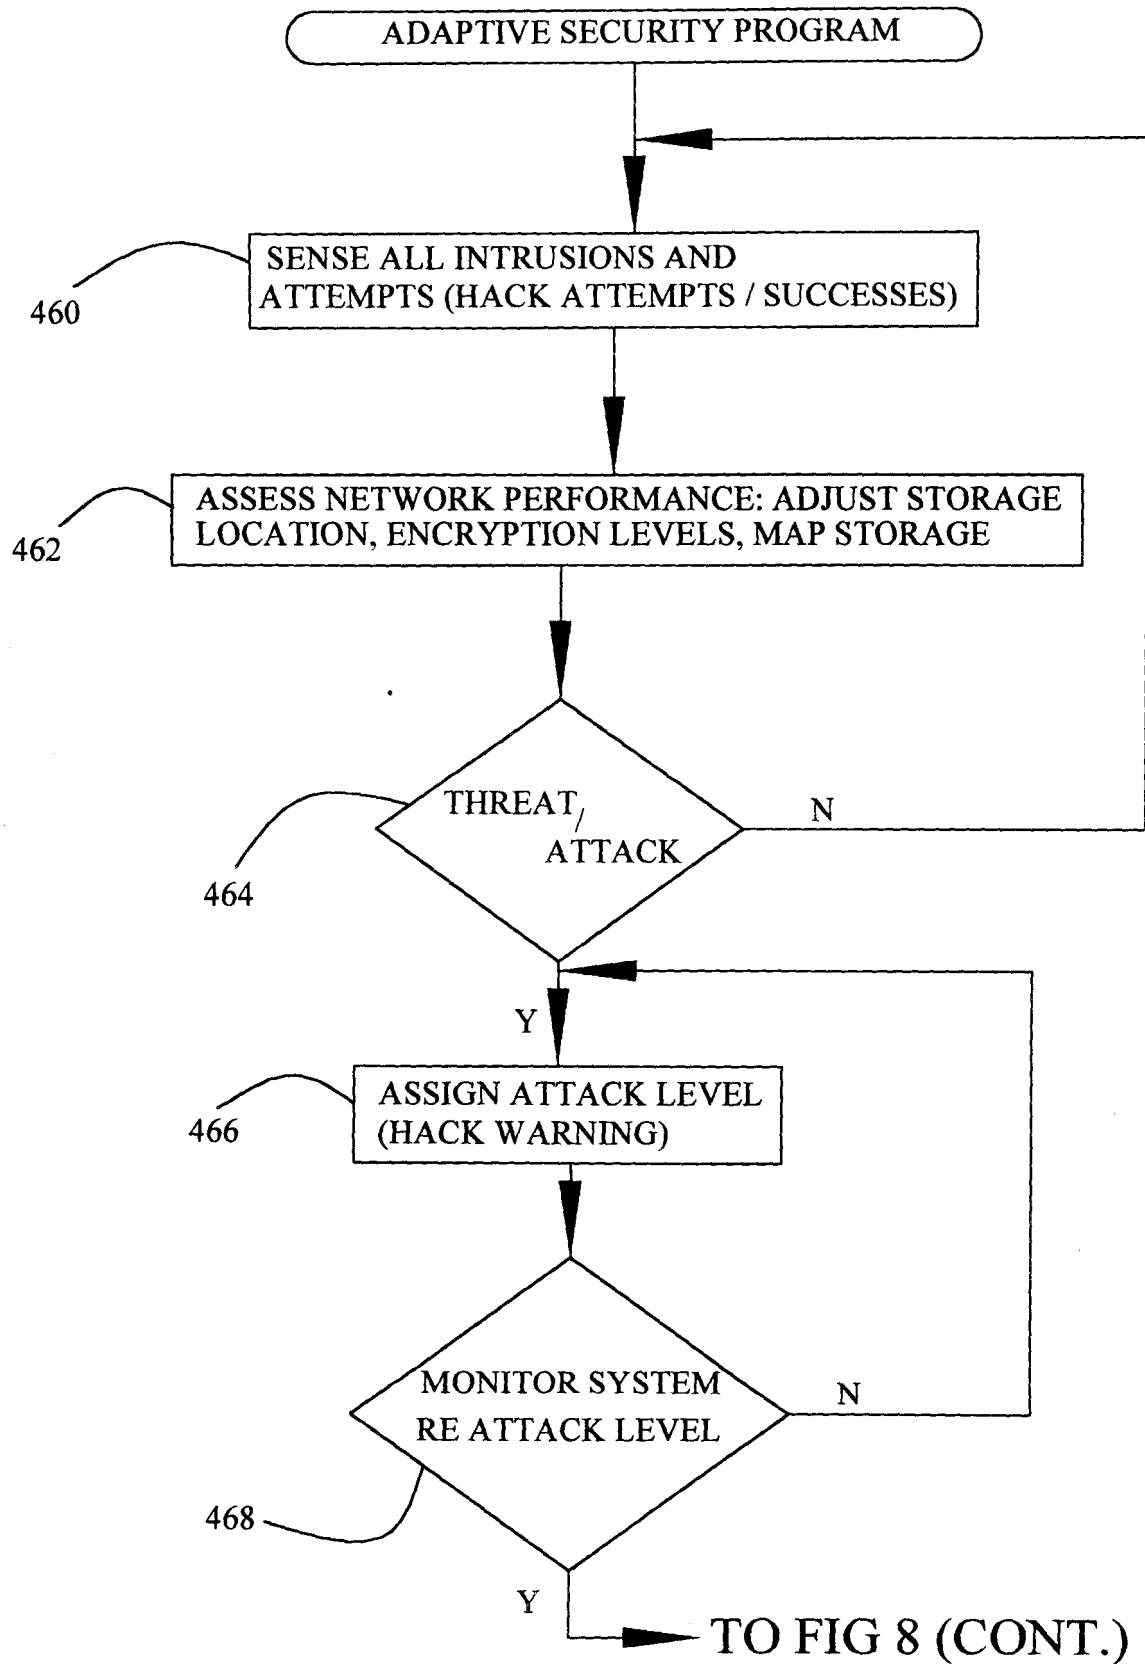 ADAPTIVE SECURITY PROGRAM
SENSE ALL INTRUSIONS AND
ATTEMPTS (HACK ATTEMPTS / SUCCESSES)
460
ASSESS NETWORK PERFORMANCE: ADJUST STORAGE
LOCATION, ENCRYPTION LEVELS, MAP STORAGE
462
THREAT /
ATTACK
N
464
Y
ASSIGN ATTACK LEVEL
(HACK WARNING)
466
MONITOR SYSTEM
RE ATTACK LEVEL
N
468
Y
TO FIG 8 (CONT.)